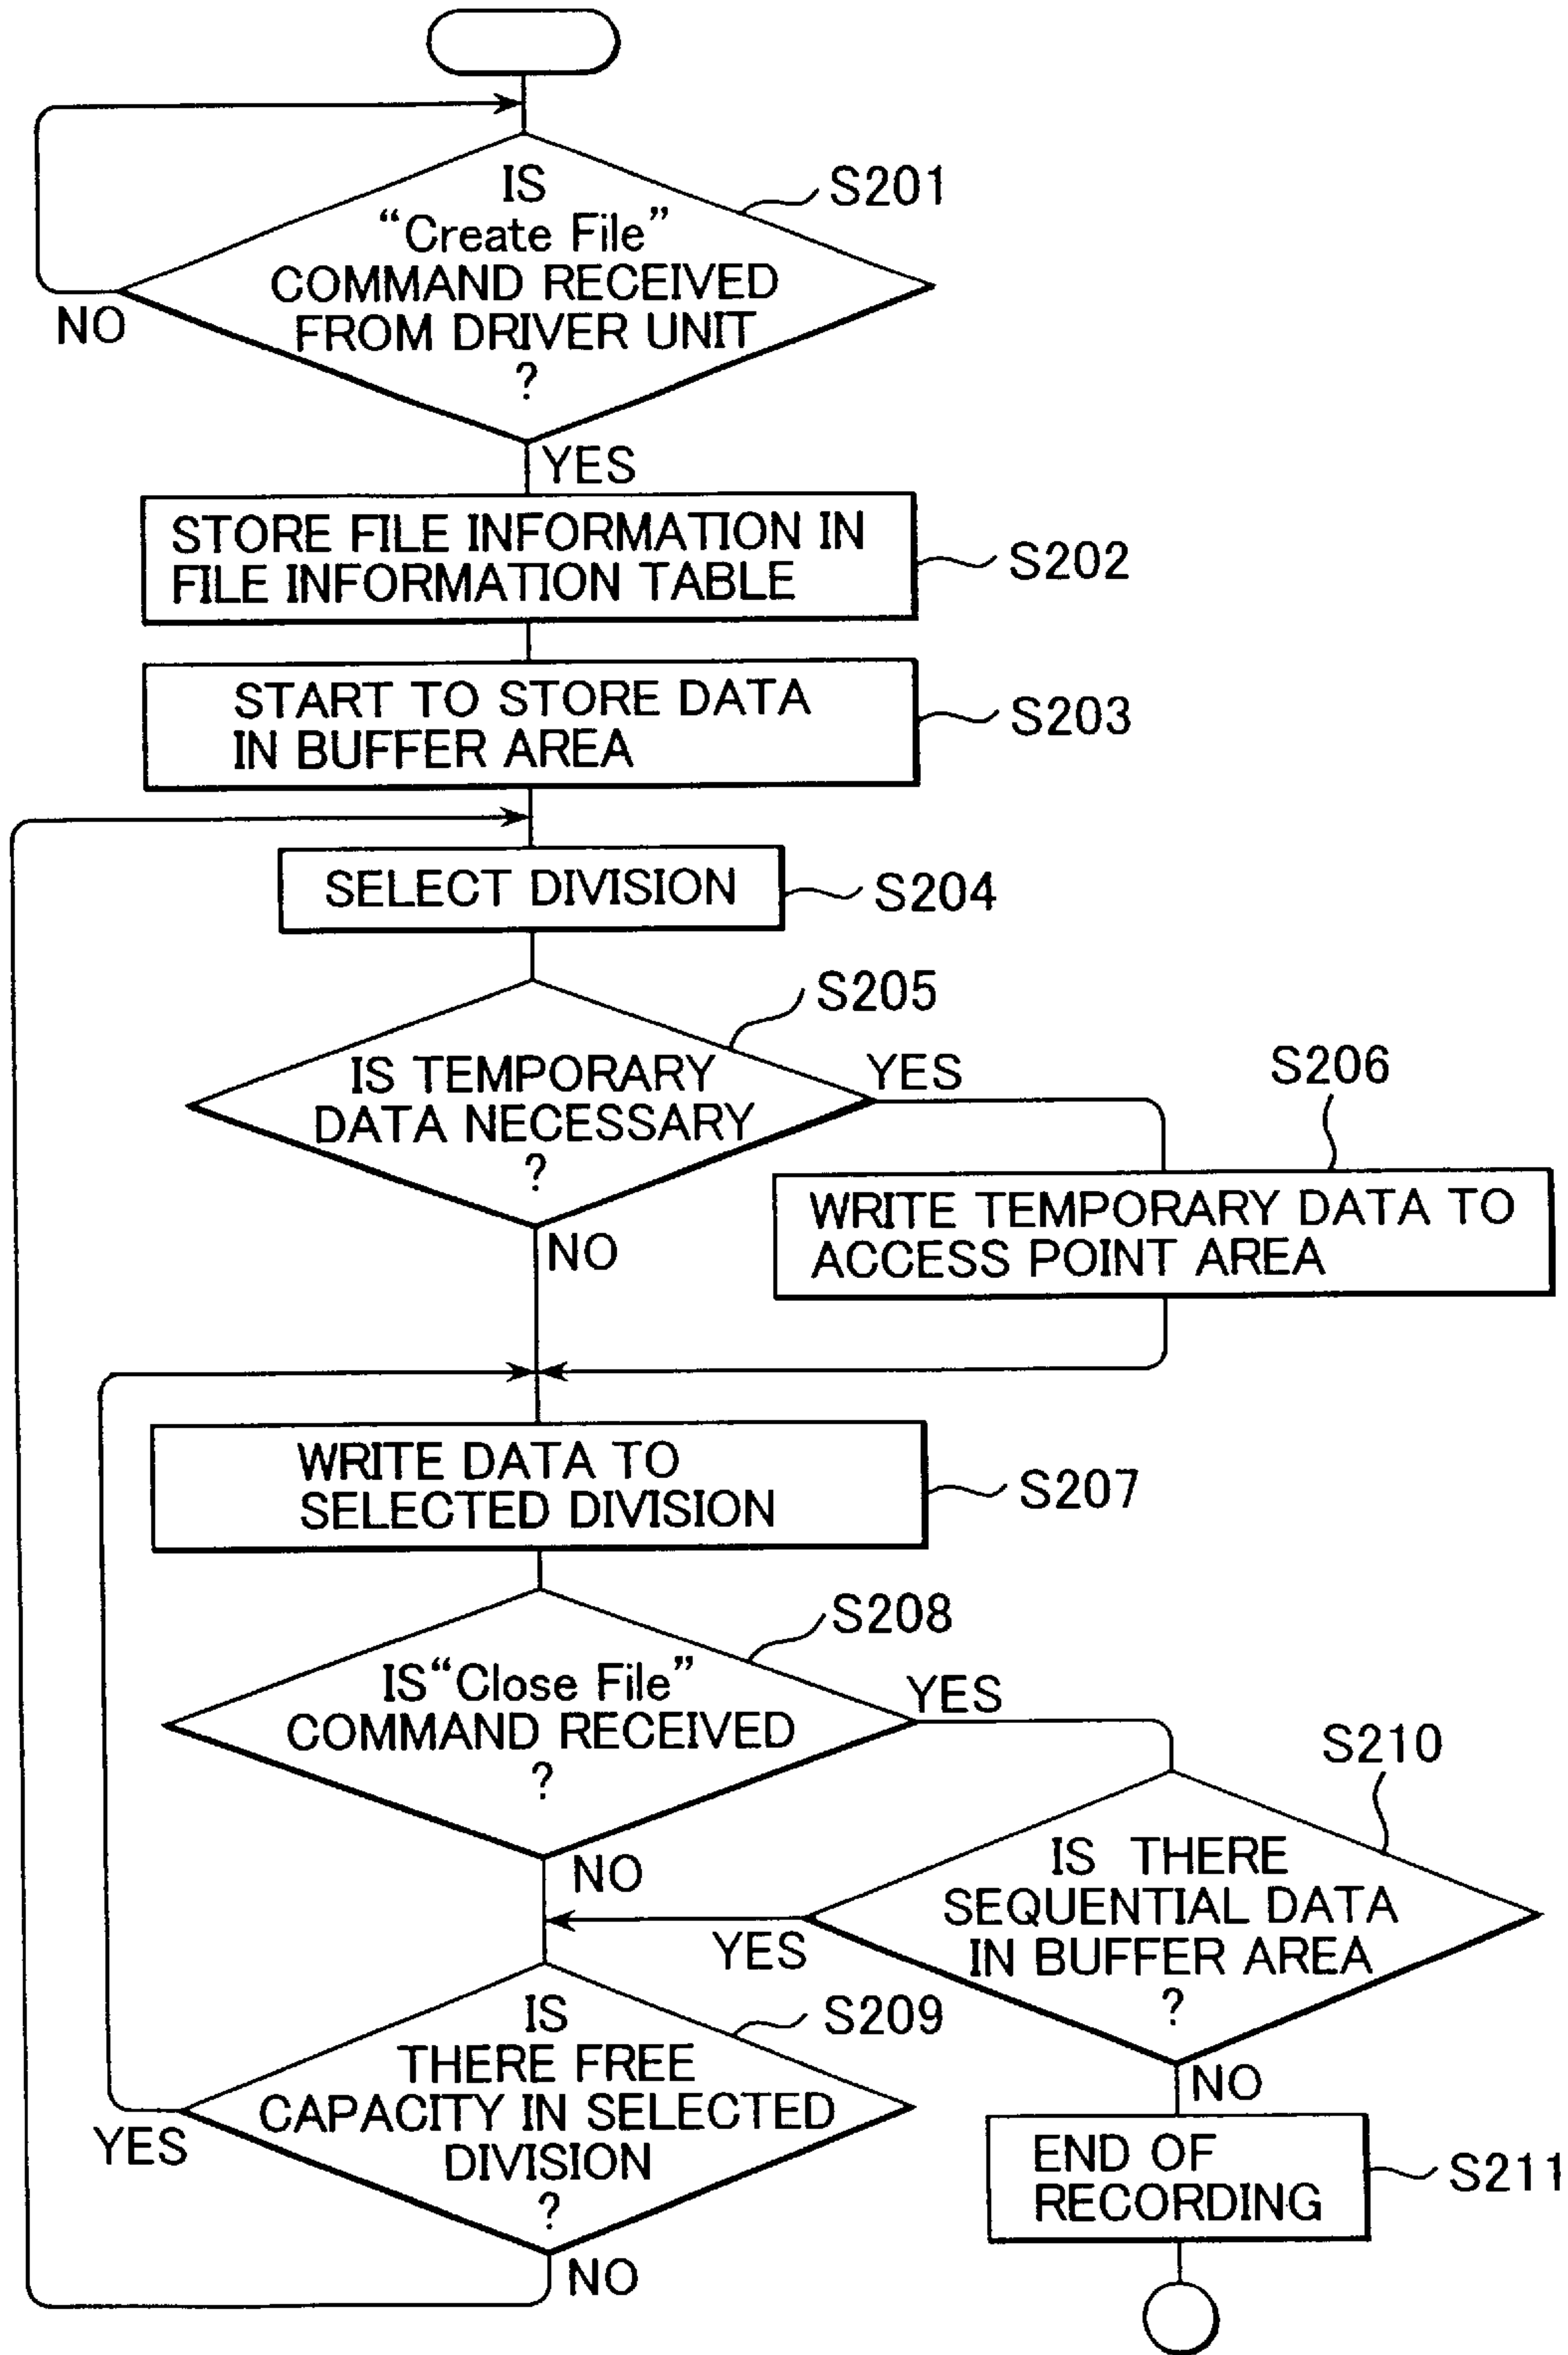 IS
“Create File”
COMMAND RECEIVED
FROM DRIVER UNIT
?
S201
NO
YES
STORE FILE INFORMATION IN
FILE INFORMATION TABLE
S202
START TO STORE DATA
IN BUFFER AREA
S203
SELECT DIVISION
S204
S205
IS TEMPORARY
DATA NECESSARY
?
YES
NO
S206
WRITE TEMPORARY DATA TO
ACCESS POINT AREA
WRITE DATA TO
SELECTED DIVISION
S207
S208
IS“Close File”
COMMAND RECEIVED
?
YES
NO
S210
IS THERE
SEQUENTIAL DATA
IN BUFFER AREA
?
YES
NO
S209
IS
THERE FREE
CAPACITY IN SELECTED
DIVISION
?
YES
NO
END OF
RECORDING
S211